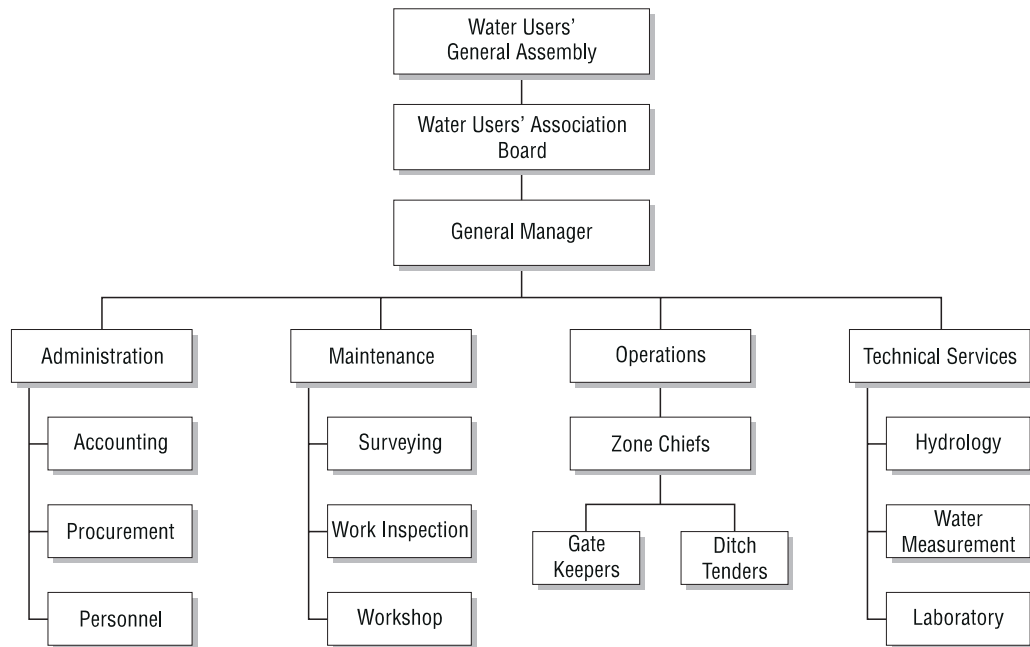 Water Users'
General Assembly
Water Users' Association
Board
General Manager
Administration
Maintenance
Operations
Technical Services
Accounting
Surveying
Zone Chiefs
Hydrology
Procurement
Work Inspection
Gate
Keepers
Ditch
Tenders
Water
Measurement
Personnel
Workshop
Laboratory